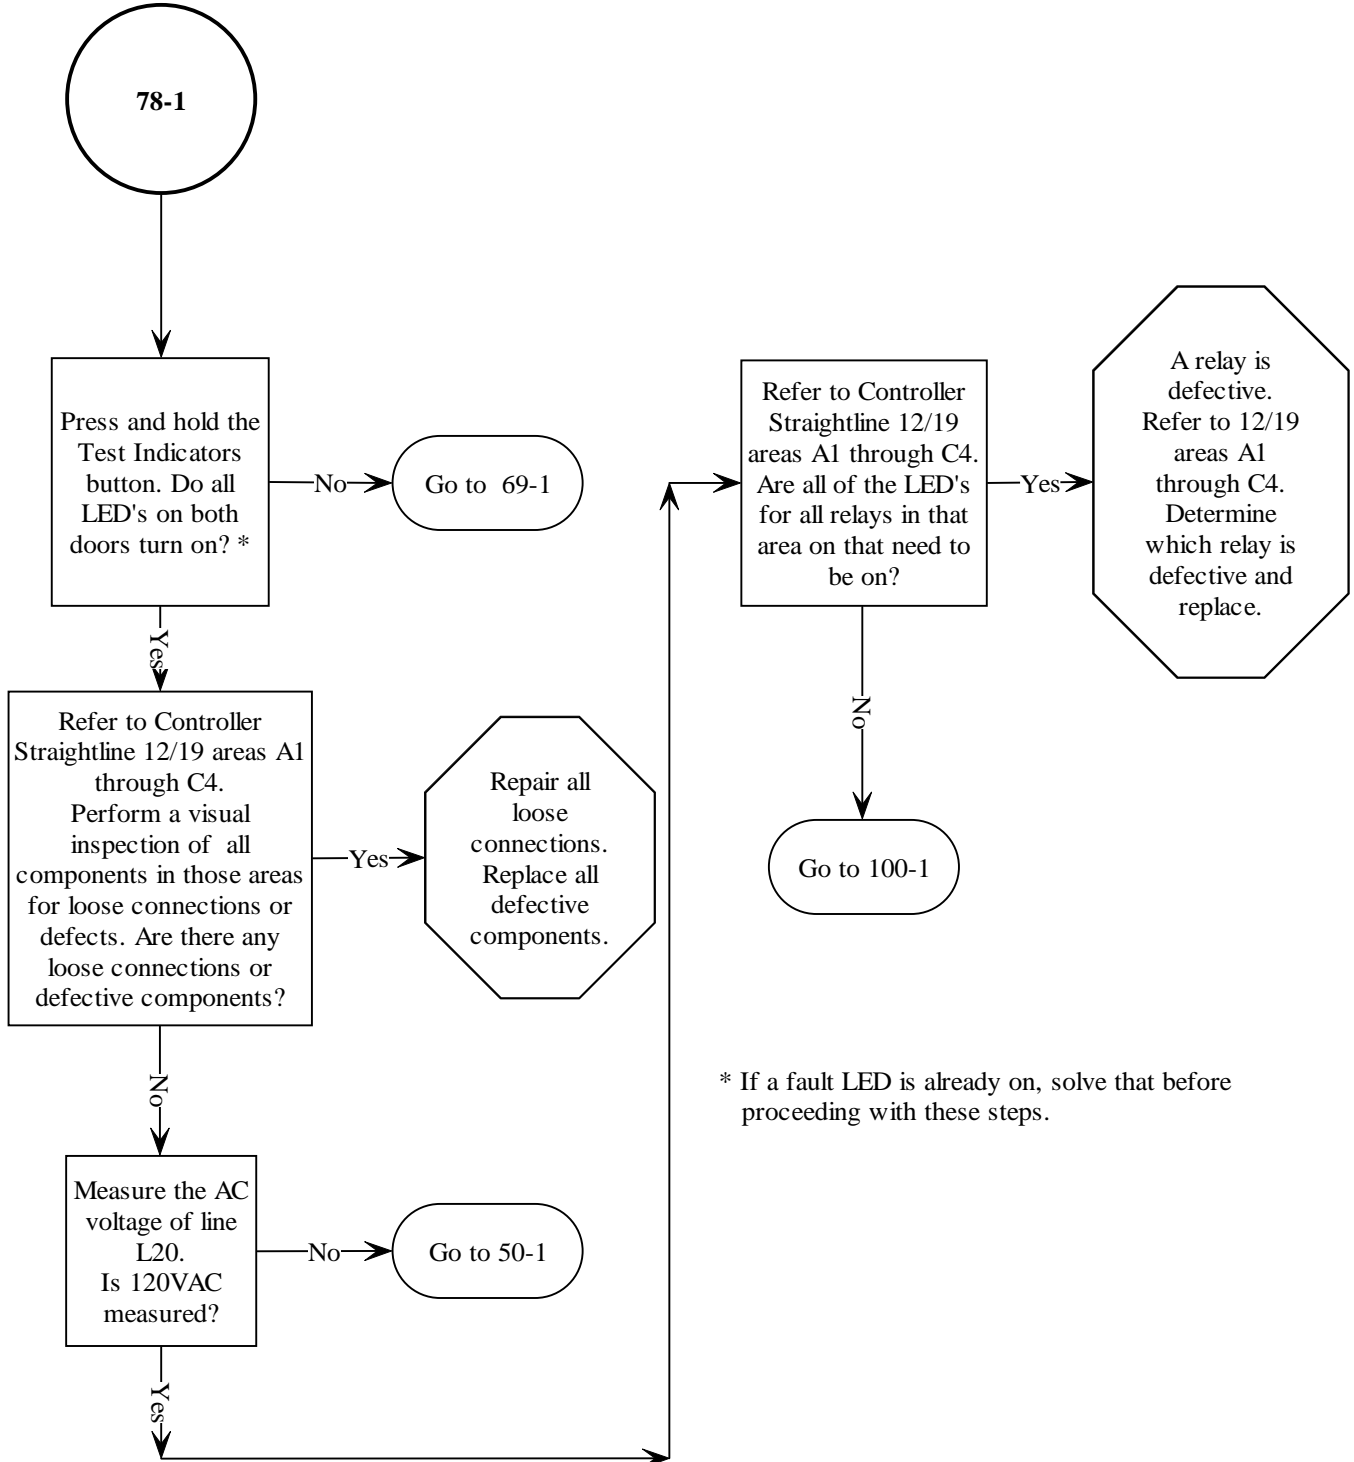 78-1
Press and hold the
Test Indicators
button. Do all
LED's on both
doors turn on? *
No
Go to 69-1
Yes
Refer to Controller
Straightline 12/19 areas A1
through C4.
Perform a visual
inspection of all
components in those areas
for loose connections or
defects. Are there any
loose connections or
defective components?
Yes
Repair all
loose
connections.
Replace all
defective
components.
No
Measure the AC
voltage of line
L20.
Is 120VAC
measured?
No
Go to 50-1
Yes
Refer to Controller
Straightline 12/19
areas A1 through C4.
Are all of the LED's
for all relays in that
area on that need to
be on?
Yes
A relay is
defective.
Refer to 12/19
areas A1
through C4.
Determine
which relay is
defective and
replace.
No
Go to 100-1
* If a fault LED is already on, solve that before
proceeding with these steps.